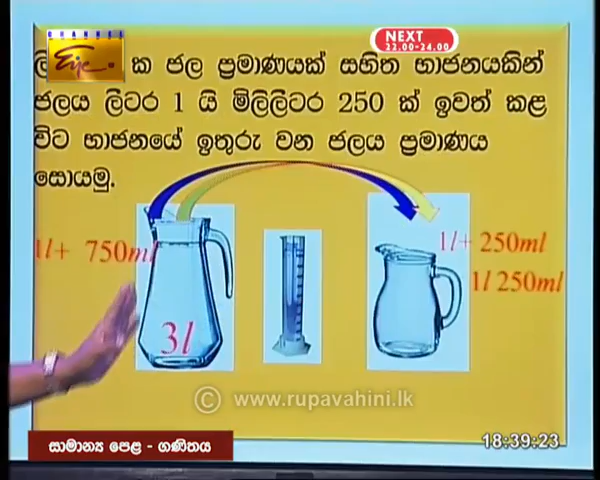 CHANNEL
Eye
NEXT
22.00-24.00
ක ජල ප්‍රමාණයක් සහිත භාජනයකින්
ජලය ලීටර 1 යි මිලිලීටර 250 ක් ඉවත් කළ
විට භාජනයේ ඉතුරු වන ජලය ප්‍රමාණය
සොයමු.
1l+ 750ml
1l+ 250ml
1l 250ml
3l
© www.rupavahini.lk
සාමාන්‍ය පෙළ - ගණිතය
18:39:23